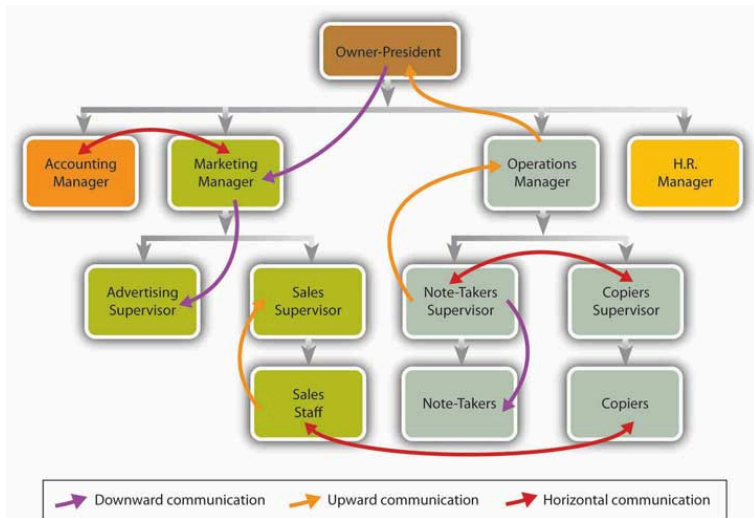 Owner-President
Accounting
Manager
Marketing
Manager
Operations
Manager
H.R.
Manager
Advertising
Supervisor
Sales
Supervisor
Note-Takers
Supervisor
Copiers
Supervisor
Sales
Staff
Note-Takers
Copiers
Downward communication
Upward communication
Horizontal communication